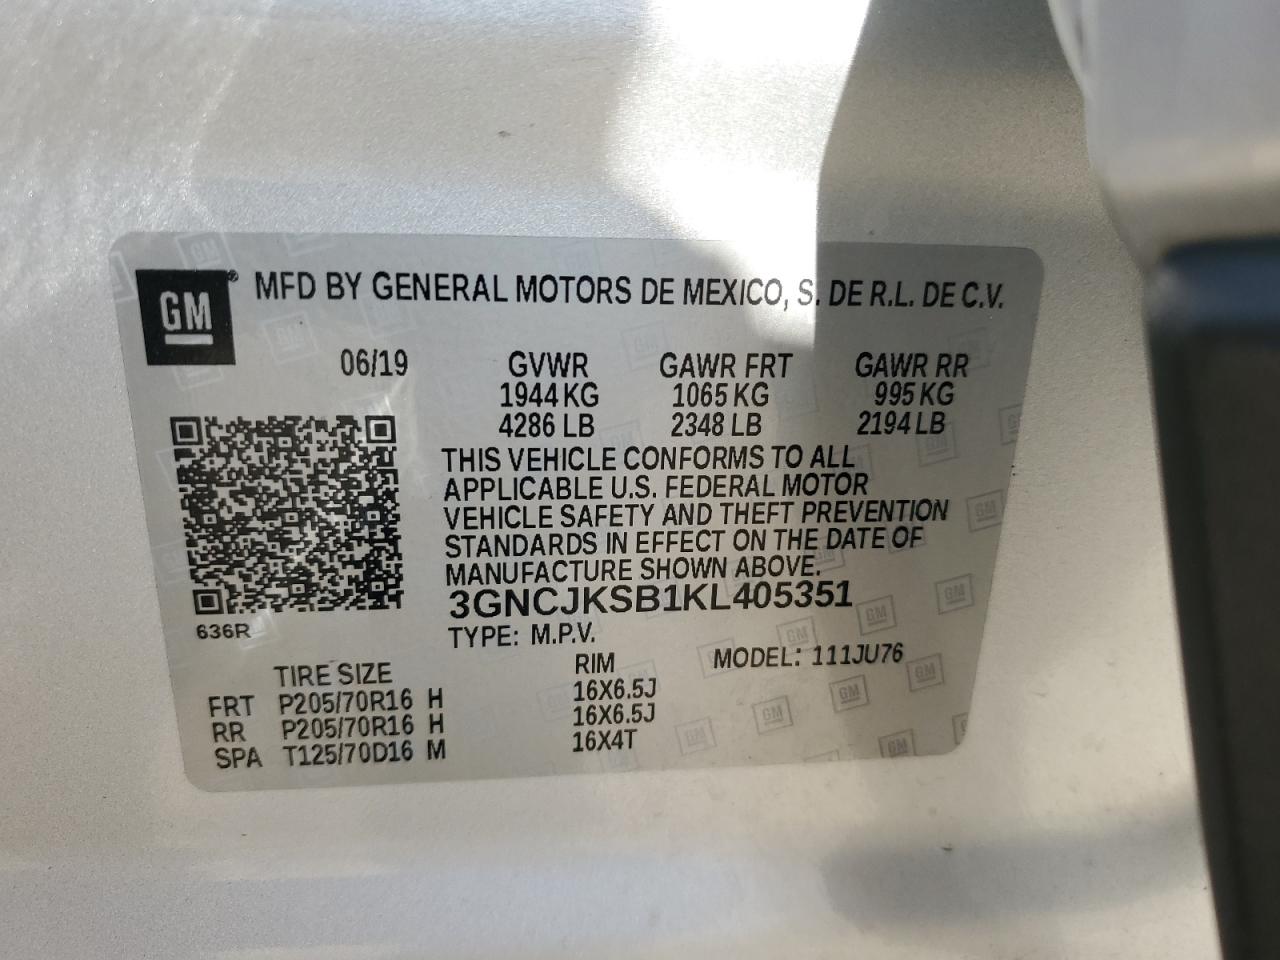 GM ® MFD BY GENERAL MOTORS DE MEXICO, S. DE R.L. DE C.V.
06/19 GVWR GAWR FRT GAWR RR
1944 KG 1065 KG 995 KG
4286 LB 2348 LB 2194 LB
THIS VEHICLE CONFORMS TO ALL
APPLICABLE U.S. FEDERAL MOTOR
VEHICLE SAFETY AND THEFT PREVENTION
STANDARDS IN EFFECT ON THE DATE OF
MANUFACTURE SHOWN ABOVE.
3GNCJKSB1KL405351
636R TYPE: M.P.V.
TIRE SIZE RIM MODEL: 111JU76
FRT P205/70R16 H 16X6.5J
RR P205/70R16 H 16X6.5J
SPA T125/70D16 M 16X4T